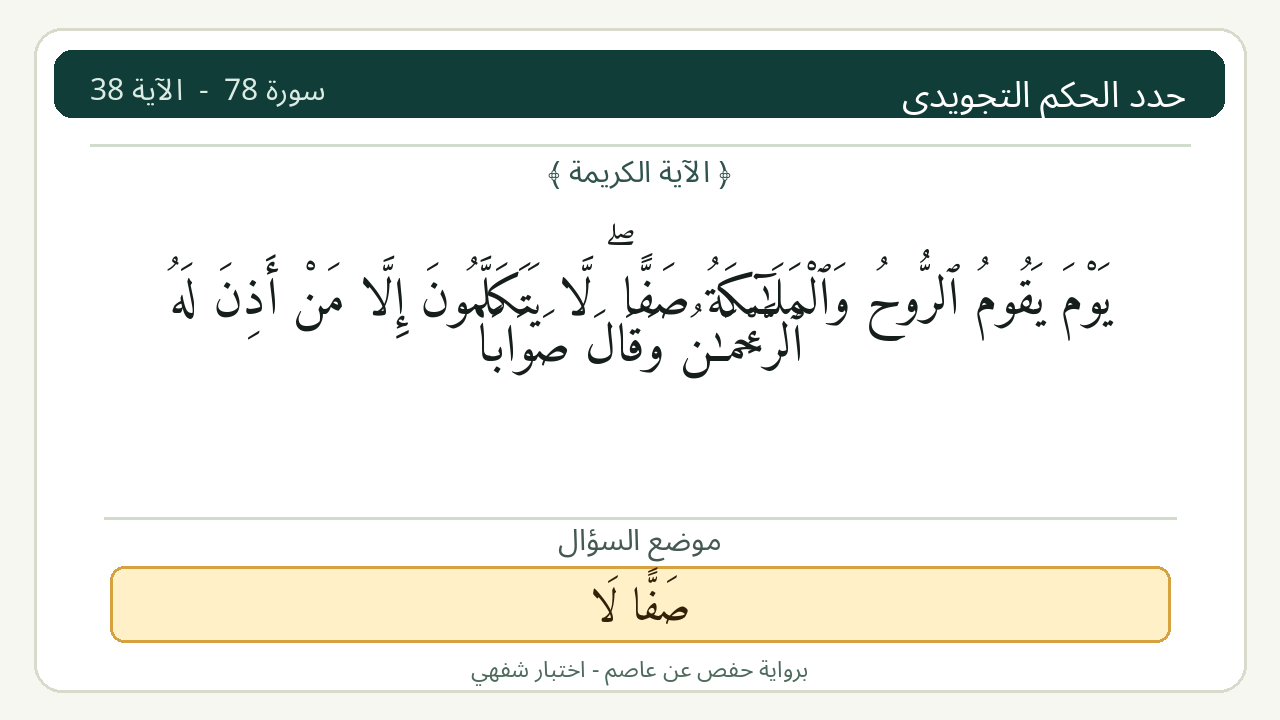 حدد الحكم التجويدى
سورة 78 - الآية 38
﴿ الآية الكريمة ﴾
يَوْمَ يَقُومُ ٱلرُّوحُ وَٱلْمَلَـٰٓئِكَةُ صَفًّا ۖ لَّا يَتَكَلَّمُونَ إِلَّا مَنْ أَذِنَ لَهُ
ٱلرَّحْمَـٰنُ وَقَالَ صَوَابًا
موضع السؤال
صَفًّا لَا
برواية حفص عن عاصم - اختبار شفهي